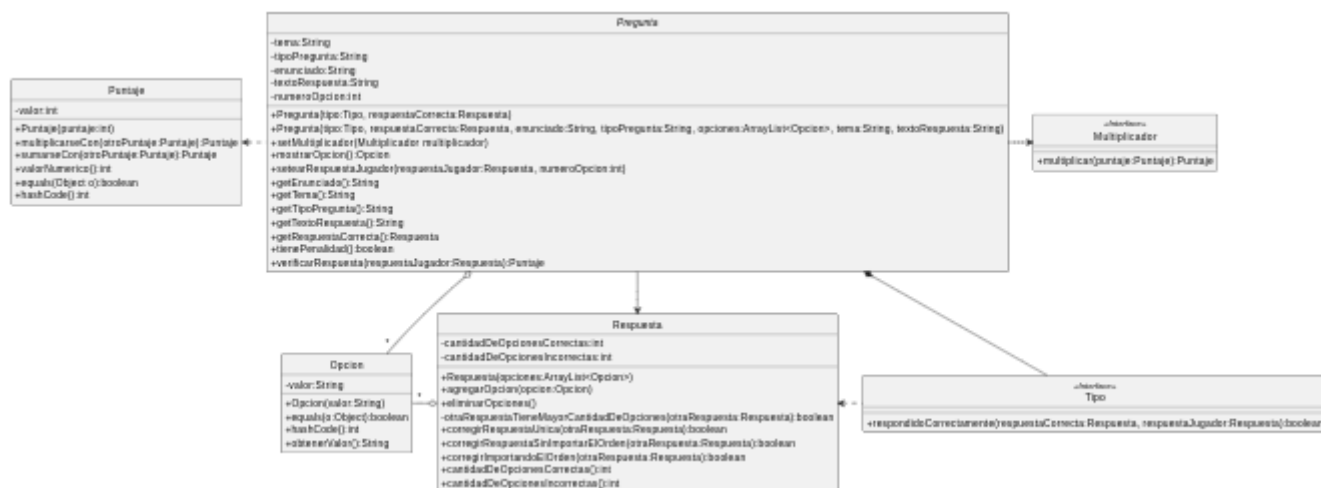 Pregunta
-tema:String
-tipoPregunta:String
-enunciado:String
-textoRespuesta:String
-numeroOpcion:int
+Pregunta(tipo:Tipo, respuestaCorrecta:Respuesta)
+Pregunta(tipo:Tipo, respuestaCorrecta:Respuesta, enunciado:String, tipoPregunta:String, opciones:ArrayList<Opcion>, tema:String, textoRespuesta:String)
+setMultiplicador(Multiplicador multiplicador)
+mostrarOpcion():Opcion
+setearRespuestaJugador(respuestaJugador:Respuesta, numeroOpcion:int)
+getEnunciado():String
+getTema():String
+getTipoPregunta():String
+getTextoRespuesta():String
+getRespuestaCorrecta():Respuesta
+tienePenalidad():boolean
+verificarRespuesta(respuestaJugador:Respuesta):Puntaje
Puntaje
-valor:int
+Puntaje(puntaje:int)
+multiplicarseCon(otroPuntaje:Puntaje):Puntaje
+sumarseCon(otroPuntaje:Puntaje):Puntaje
+valorNumerico():int
+equals(Object o):boolean
+hashCode():int
«Interface»
Multiplicador
+multiplicar(puntaje:Puntaje):Puntaje
*
Opcion
-valor:String
+Opcion(valor:String)
+equals(o:Object):boolean
+hashCode():int
+obtenerValor():String
*
Respuesta
-cantidadDeOpcionesCorrectas:int
-cantidadDeOpcionesIncorrectas:int
+Respuesta(opciones:ArrayList<Opcion>)
+agregarOpcion(opcion:Opcion)
+eliminarOpciones()
-otraRespuestaTieneMayorCantidadDeOpciones(otraRespuesta:Respuesta):boolean
+corregirRespuestaUnica(otraRespuesta:Respuesta):boolean
+corregirRespuestaSinImportarElOrden(otraRespuesta:Respuesta):boolean
+corregirImportandoElOrden(otraRespuesta:Respuesta):boolean
+cantidadDeOpcionesCorrectas():int
+cantidadDeOpcionesIncorrectas():int
«Interface»
Tipo
+respondidoCorrectamente(respuestaCorrecta:Respuesta, respuestaJugador:Respuesta):boolean